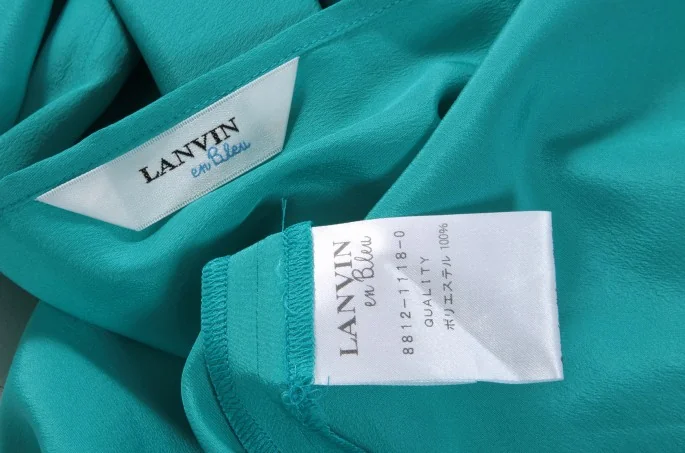 LANVIN
en Bleu
LANVIN
en Bleu
8812-1118-0
QUALITY
ポリエステル 100%